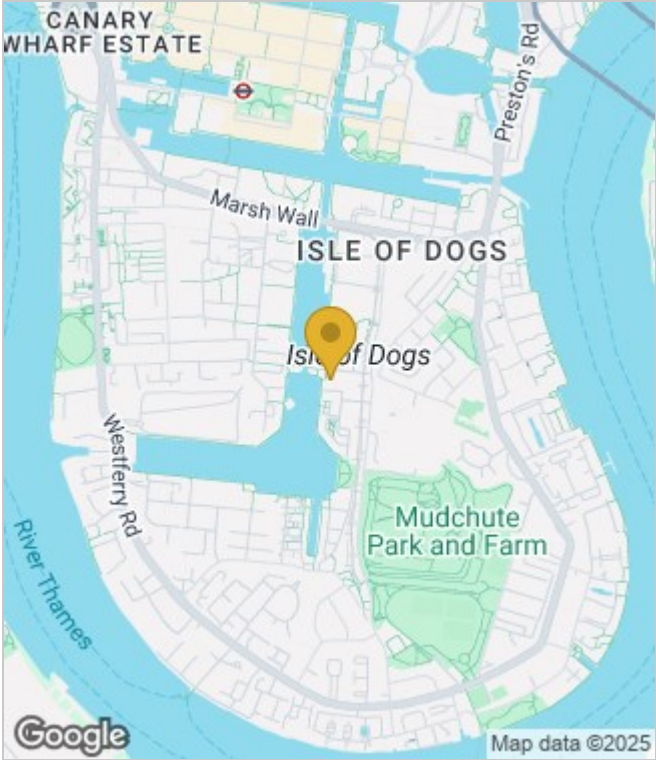 CANARY
WHARF ESTATE
Preston's Rd
Marsh Wall
ISLE OF DOGS
Isle of Dogs
Westferry Rd
Mudchute
Park and Farm
River Thames
Google
Map data ©2025